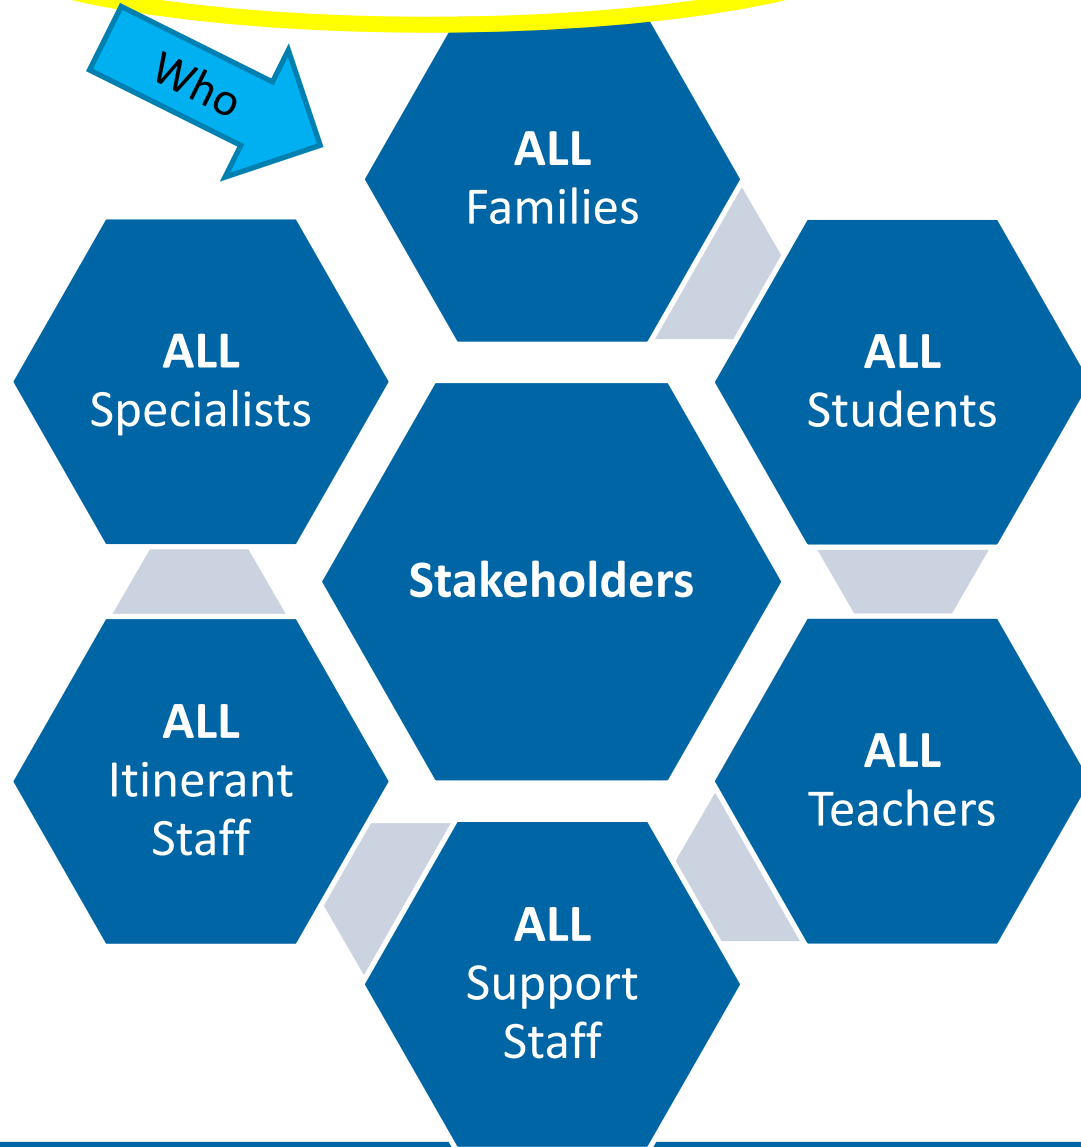 Who
ALL
Families
ALL
Specialists
ALL
Students
Stakeholders
ALL
Itinerant
Staff
ALL
Teachers
ALL
Support
Staff